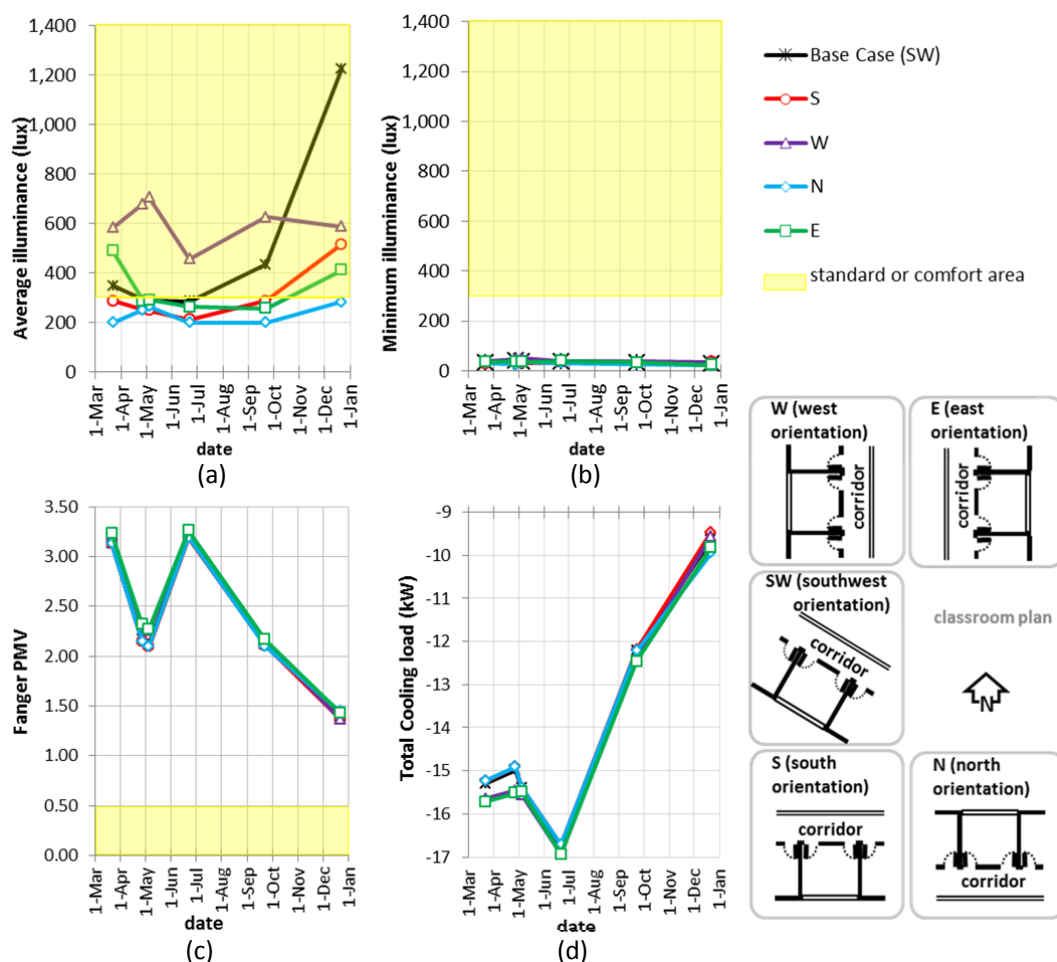 1,400
1,200
1,000
800
600
400
200
0
Average illuminance (lux)
1-Mar
1-Apr
1-May
1-Jun
1-Jul
1-Aug
1-Sep
1-Oct
1-Nov
1-Dec
1-Jan
date
(a)
1,400
1,200
1,000
800
600
400
200
0
Minimum illuminance (lux)
1-Mar
1-Apr
1-May
1-Jun
1-Jul
1-Aug
1-Sep
1-Oct
1-Nov
1-Dec
1-Jan
date
(b)
Base Case (SW)
S
W
N
E
standard or comfort area
3.50
3.00
2.50
2.00
1.50
1.00
0.50
0.00
Fanger PMV
1-Mar
1-Apr
1-May
1-Jun
1-Jul
1-Aug
1-Sep
1-Oct
1-Nov
1-Dec
1-Jan
date
(c)
-9
-10
-11
-12
-13
-14
-15
-16
-17
Total Cooling load (kW)
1-Mar
1-Apr
1-May
1-Jun
1-Jul
1-Aug
1-Sep
1-Oct
1-Nov
1-Dec
1-Jan
date
(d)
W (west
orientation)
corridor
E (east
orientation)
corridor
SW (southwest
orientation)
corridor
classroom plan
N
S (south
orientation)
corridor
N (north
orientation)
corridor